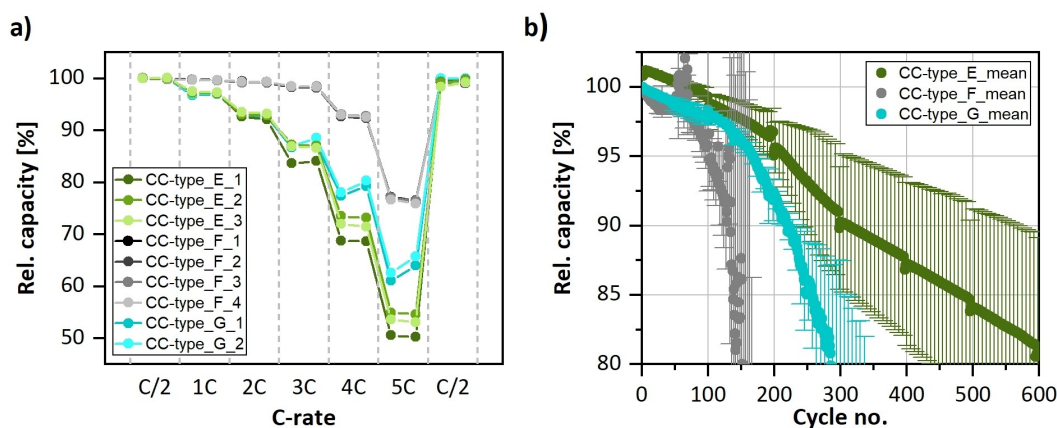 a)
Rel. capacity [%]
100
90
80
70
60
50
CC-type_E_1
CC-type_E_2
CC-type_E_3
CC-type_F_1
CC-type_F_2
CC-type_F_3
CC-type_F_4
CC-type_G_1
CC-type_G_2
C/2 1C 2C 3C 4C 5C C/2
C-rate
b)
Rel. capacity [%]
100
95
90
85
80
CC-type_E_mean
CC-type_F_mean
CC-type_G_mean
0 100 200 300 400 500 600
Cycle no.